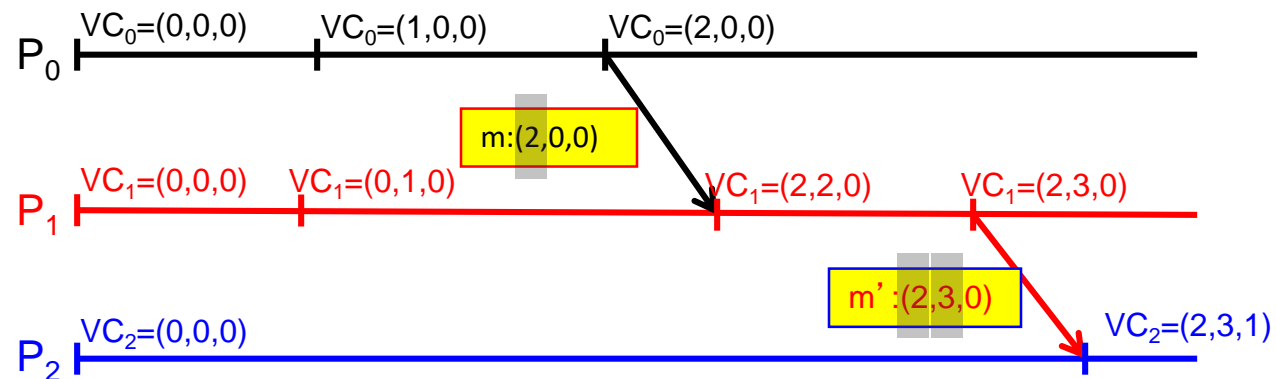 VC₀=(0,0,0) VC₀=(1,0,0) VC₀=(2,0,0)
P₀
m:(2,0,0)
VC₁=(0,0,0) VC₁=(0,1,0) VC₁=(2,2,0) VC₁=(2,3,0)
P₁
m' :(2,3,0)
VC₂=(0,0,0) VC₂=(2,3,1)
P₂